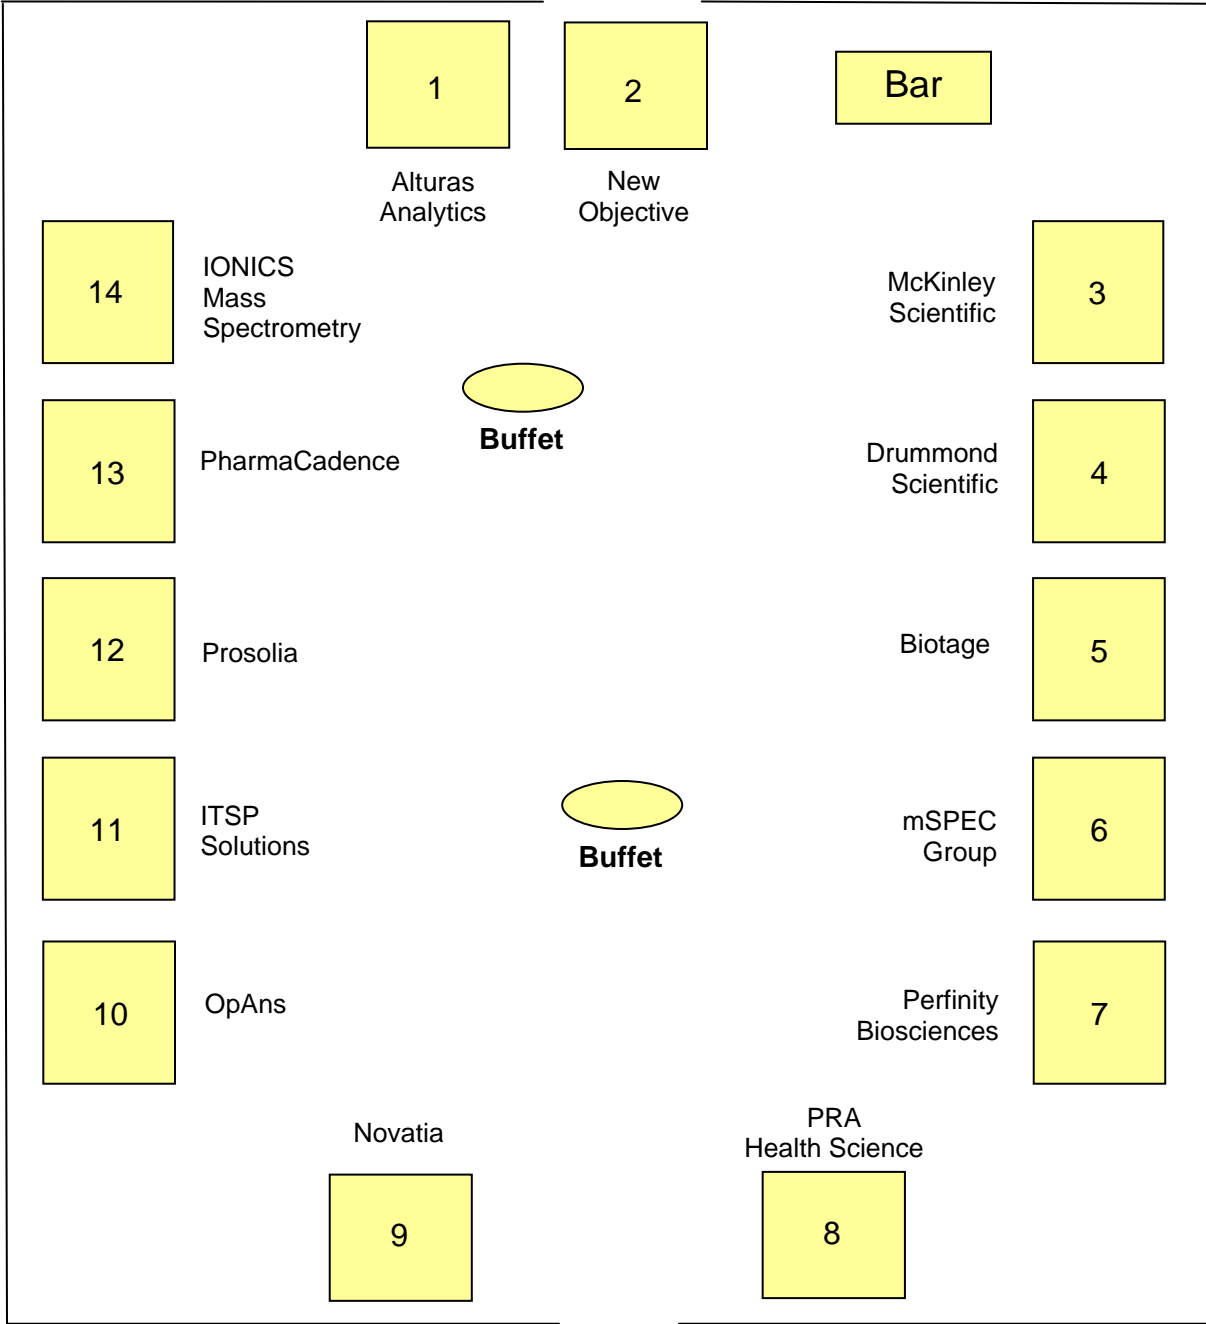 1
2
Bar
Alturas
Analytics
New
Objective
14
IONICS
Mass
Spectrometry
McKinley
Scientific
3
Buffet
13
PharmaCadence
Drummond
Scientific
4
12
Prosolia
Biotage
5
11
ITSP
Solutions
Buffet
mSPEC
Group
6
10
OpAns
Perfinity
Biosciences
7
Novatia
PRA
Health Science
9
8